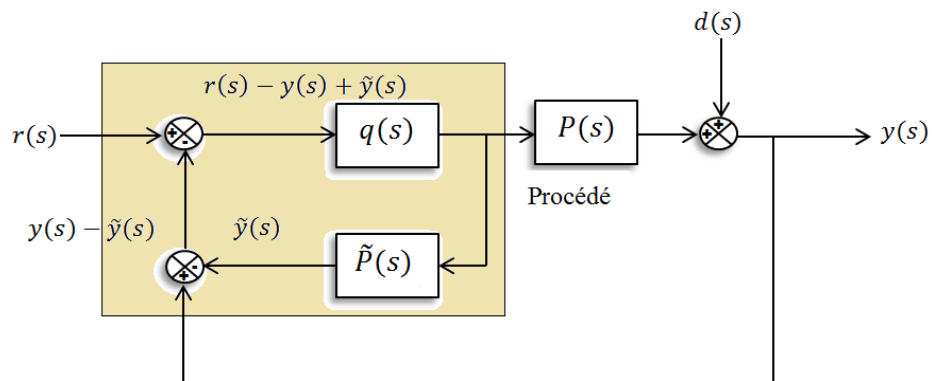 d(s)
r(s) − y(s) + ỹ(s)
r(s)
+
-
q(s)
P(s)
+
+
y(s)
Procédé
y(s) − ỹ(s)
ỹ(s)
P̃(s)
-
+